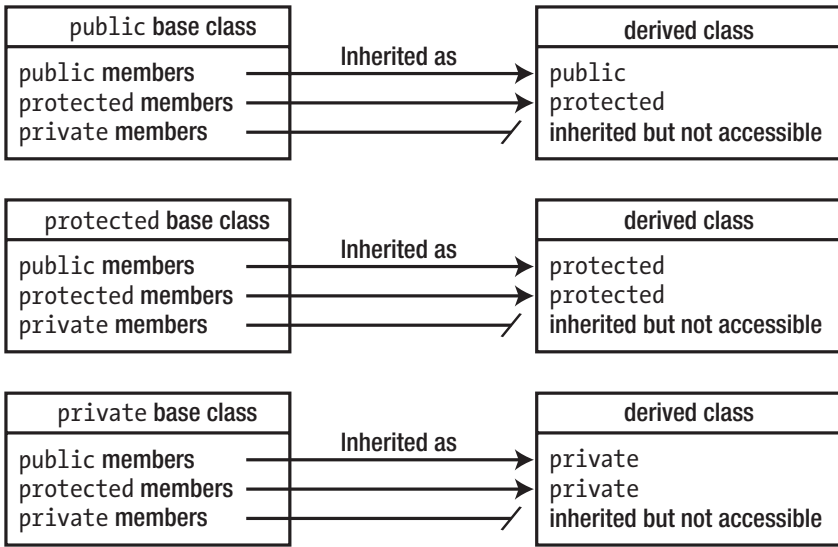 public base class
Inherited as
derived class
public members
public
protected members
protected
private members
inherited but not accessible
protected base class
Inherited as
derived class
public members
protected
protected members
protected
private members
inherited but not accessible
private base class
Inherited as
derived class
public members
private
protected members
private
private members
inherited but not accessible